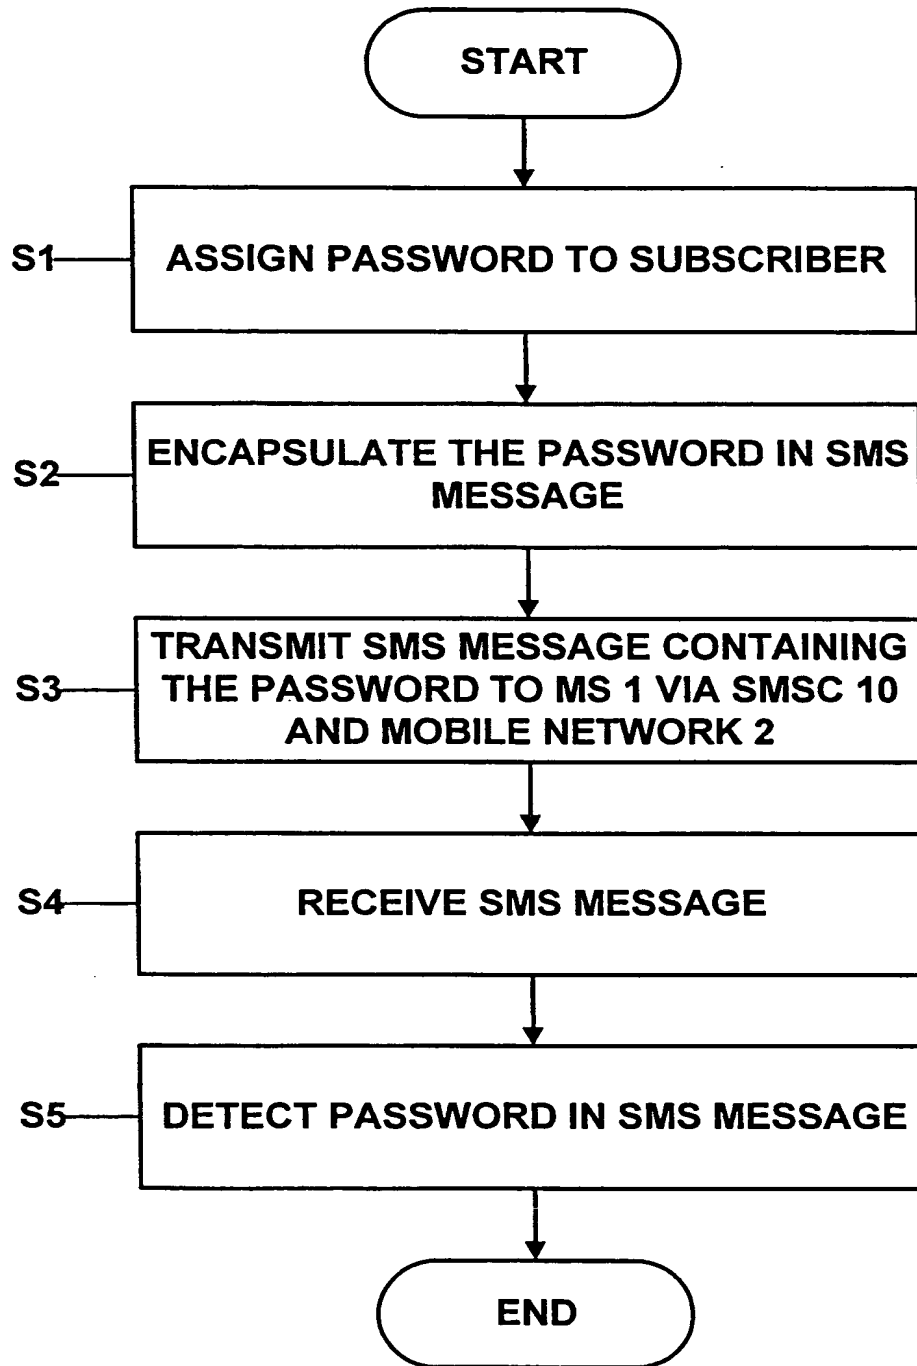 START
S1
ASSIGN PASSWORD TO SUBSCRIBER
S2
ENCAPSULATE THE PASSWORD IN SMS
MESSAGE
S3
TRANSMIT SMS MESSAGE CONTAINING
THE PASSWORD TO MS 1 VIA SMSC 10
AND MOBILE NETWORK 2
S4
RECEIVE SMS MESSAGE
S5
DETECT PASSWORD IN SMS MESSAGE
END